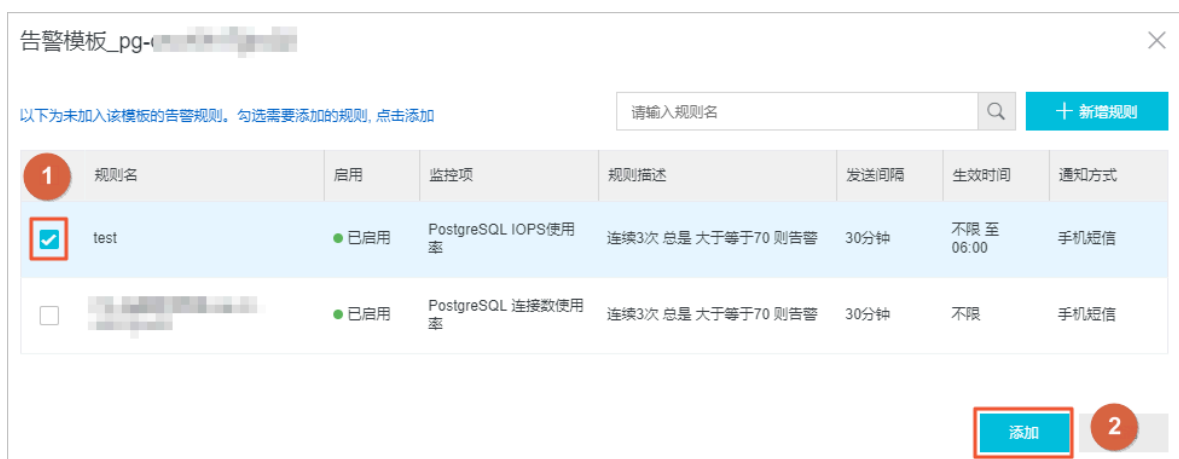 告警模板_pg-
以下为未加入该模板的告警规则。勾选需要添加的规则, 点击添加
请输入规则名
新增规则
1 规则名 启用 监控项 规则描述 发送间隔 生效时间 通知方式
test 已启用 PostgreSQL IOPS使用
率 连续3次 总是 大于等于70 则告警 30分钟 不限 至
06:00 手机短信
已启用 PostgreSQL 连接数使用
率 连续3次 总是 大于等于70 则告警 30分钟 不限 手机短信
添加 2